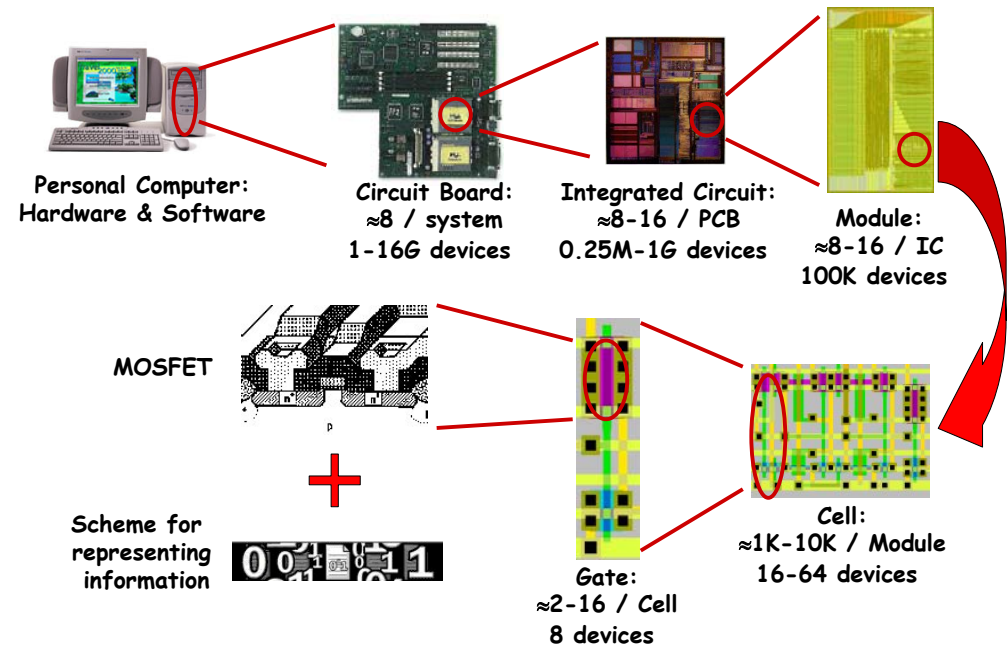 Personal Computer:
Hardware & Software
Circuit Board:
≈8 / system
1-16G devices
Integrated Circuit:
≈8-16 / PCB
0.25M-1G devices
Module:
≈8-16 / IC
100K devices
MOSFET
n+
n+
p
Scheme for
representing
information
Cell:
≈1K-10K / Module
16-64 devices
Gate:
≈2-16 / Cell
8 devices